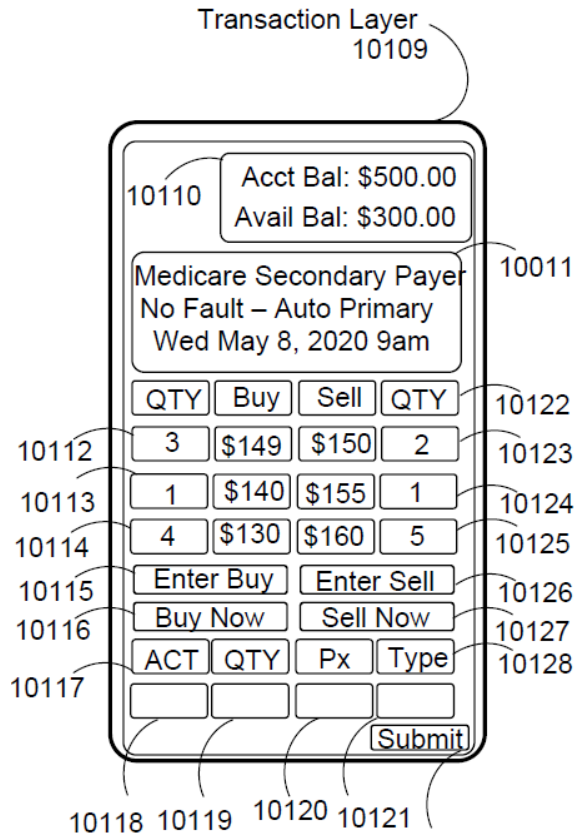 Transaction Layer
10109
10110
Acct Bal: $500.00
Avail Bal: $300.00
10011
Medicare Secondary Payer
No Fault – Auto Primary
Wed May 8, 2020 9am
QTY Buy Sell QTY
10122
10112
3 $149 $150 2
10123
10113
1 $140 $155 1
10124
10114
4 $130 $160 5
10125
10115
Enter Buy Enter Sell
10126
10116
Buy Now Sell Now
10127
10117
ACT QTY Px Type
10128
Submit
10118 10119 10120 10121